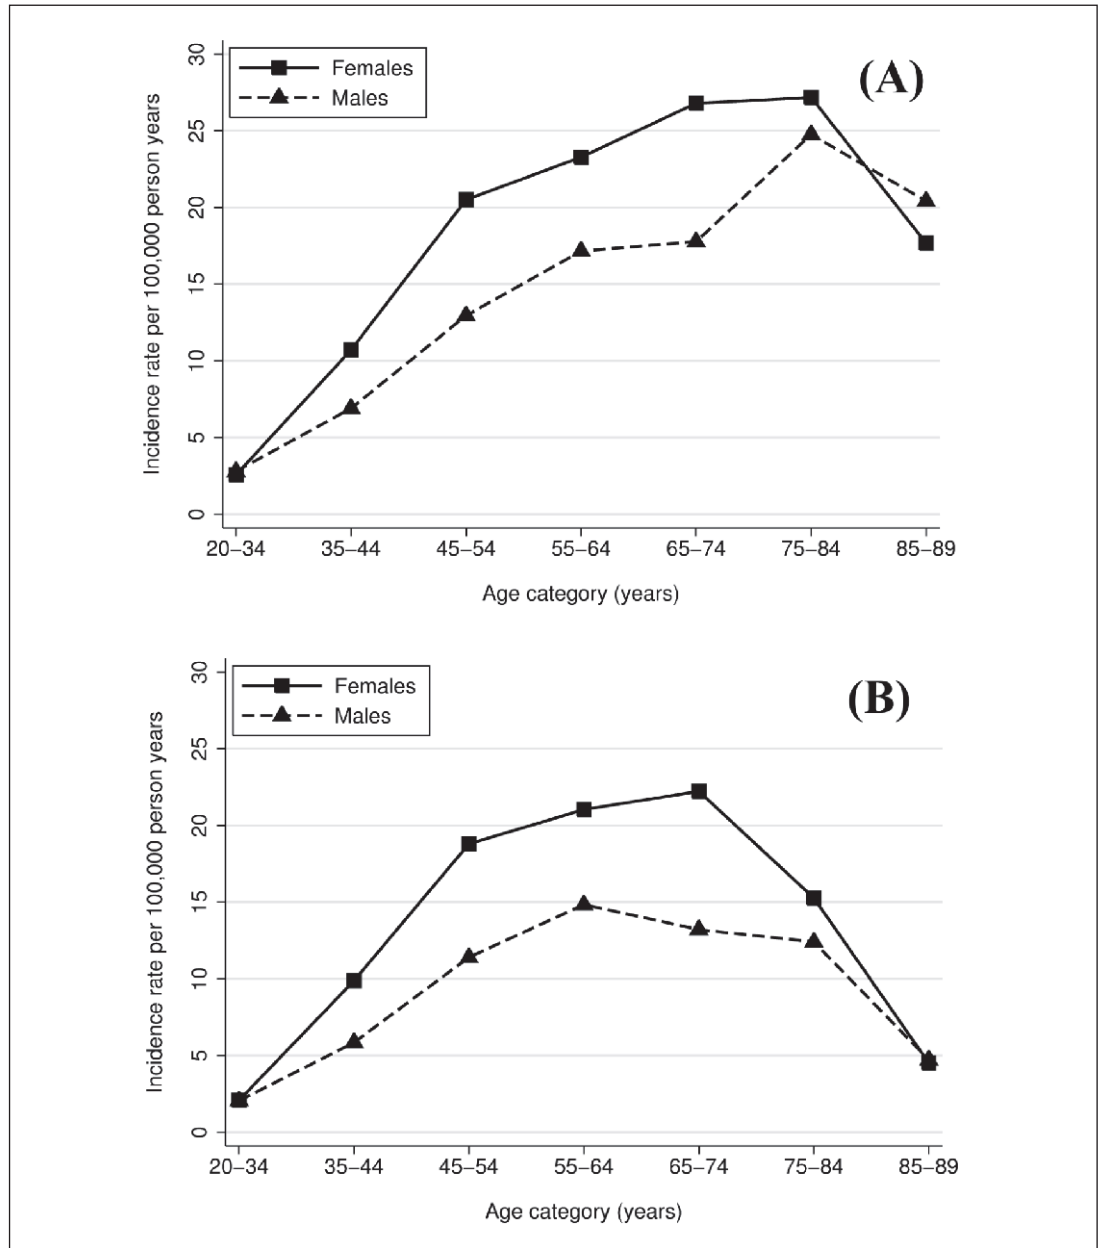 (A)
Females
Males
Incidence rate per 100,000 person years
30
25
20
15
10
5
0
20–34 35–44 45–54 55–64 65–74 75–84 85–89
Age category (years)
(B)
Females
Males
Incidence rate per 100,000 person years
30
25
20
15
10
5
0
20–34 35–44 45–54 55–64 65–74 75–84 85–89
Age category (years)